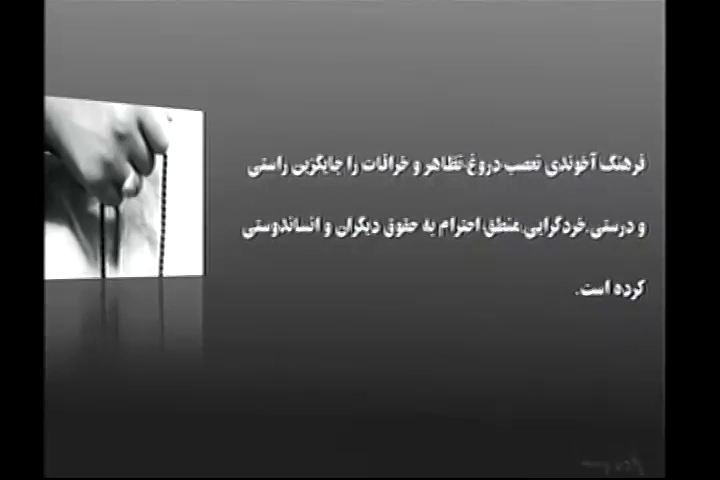 فرهنگ آخوندی تعصب دروغ،تظاهر و خرافات را جایگزین راستی
و درستی،خردگرایی،منطق،احترام به حقوق دیگران و انساندوستی
کرده است.